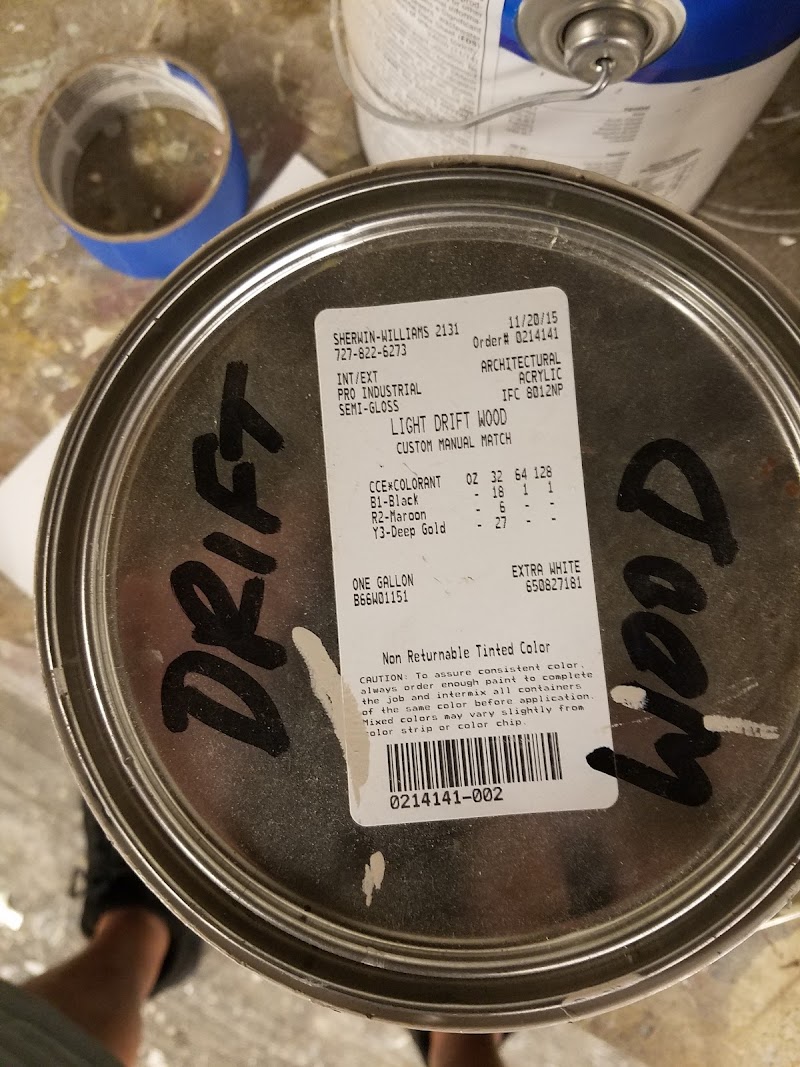 DRIFT
WOOD
SHERWIN-WILLIAMS 2131 11/20/15
727-822-6273 Order# 0214141
INT/EXT ARCHITECTURAL
PRO INDUSTRIAL ACRYLIC
SEMI-GLOSS IFC 8012NP
LIGHT DRIFT WOOD
CUSTOM MANUAL MATCH
CCE*COLORANT OZ 32 64 128
B1-Black - 18 1 1
R2-Maroon - 6 - -
Y3-Deep Gold - 27 - -
ONE GALLON EXTRA WHITE
B66W01151 650827181
Non Returnable Tinted Color
CAUTION: To assure consistent color,
always order enough paint to complete
the job and intermix all containers
of the same color before application.
Mixed colors may vary slightly from
color strip or color chip.
0214141-002